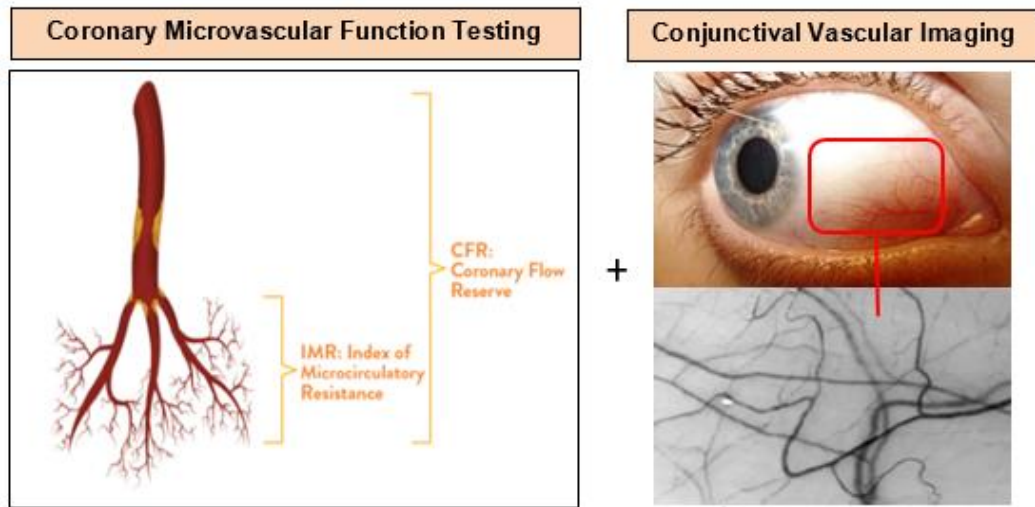 Coronary Microvascular Function Testing
Conjunctival Vascular Imaging
CFR:
Coronary Flow
Reserve
IMR: Index of
Microcirculatory
Resistance
+